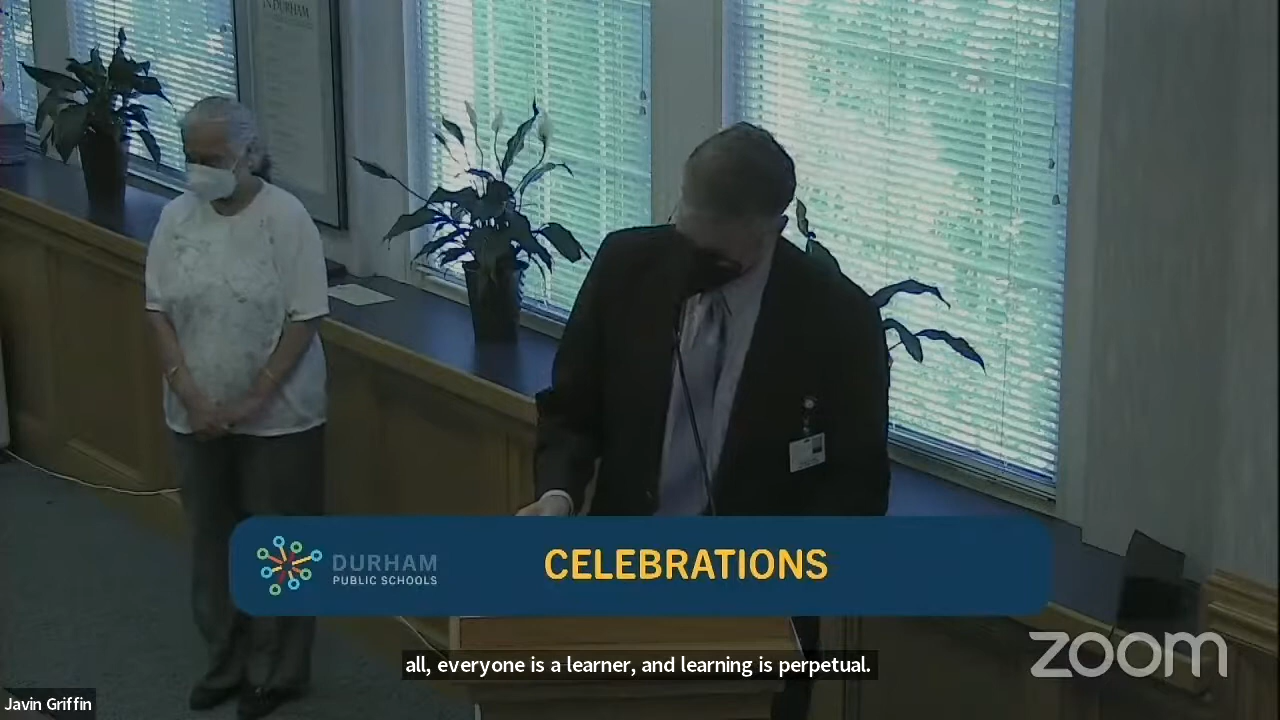 IN DURHAM
DURHAM
PUBLIC SCHOOLS
CELEBRATIONS
all, everyone is a learner, and learning is perpetual.
zoom
Javin Griffin